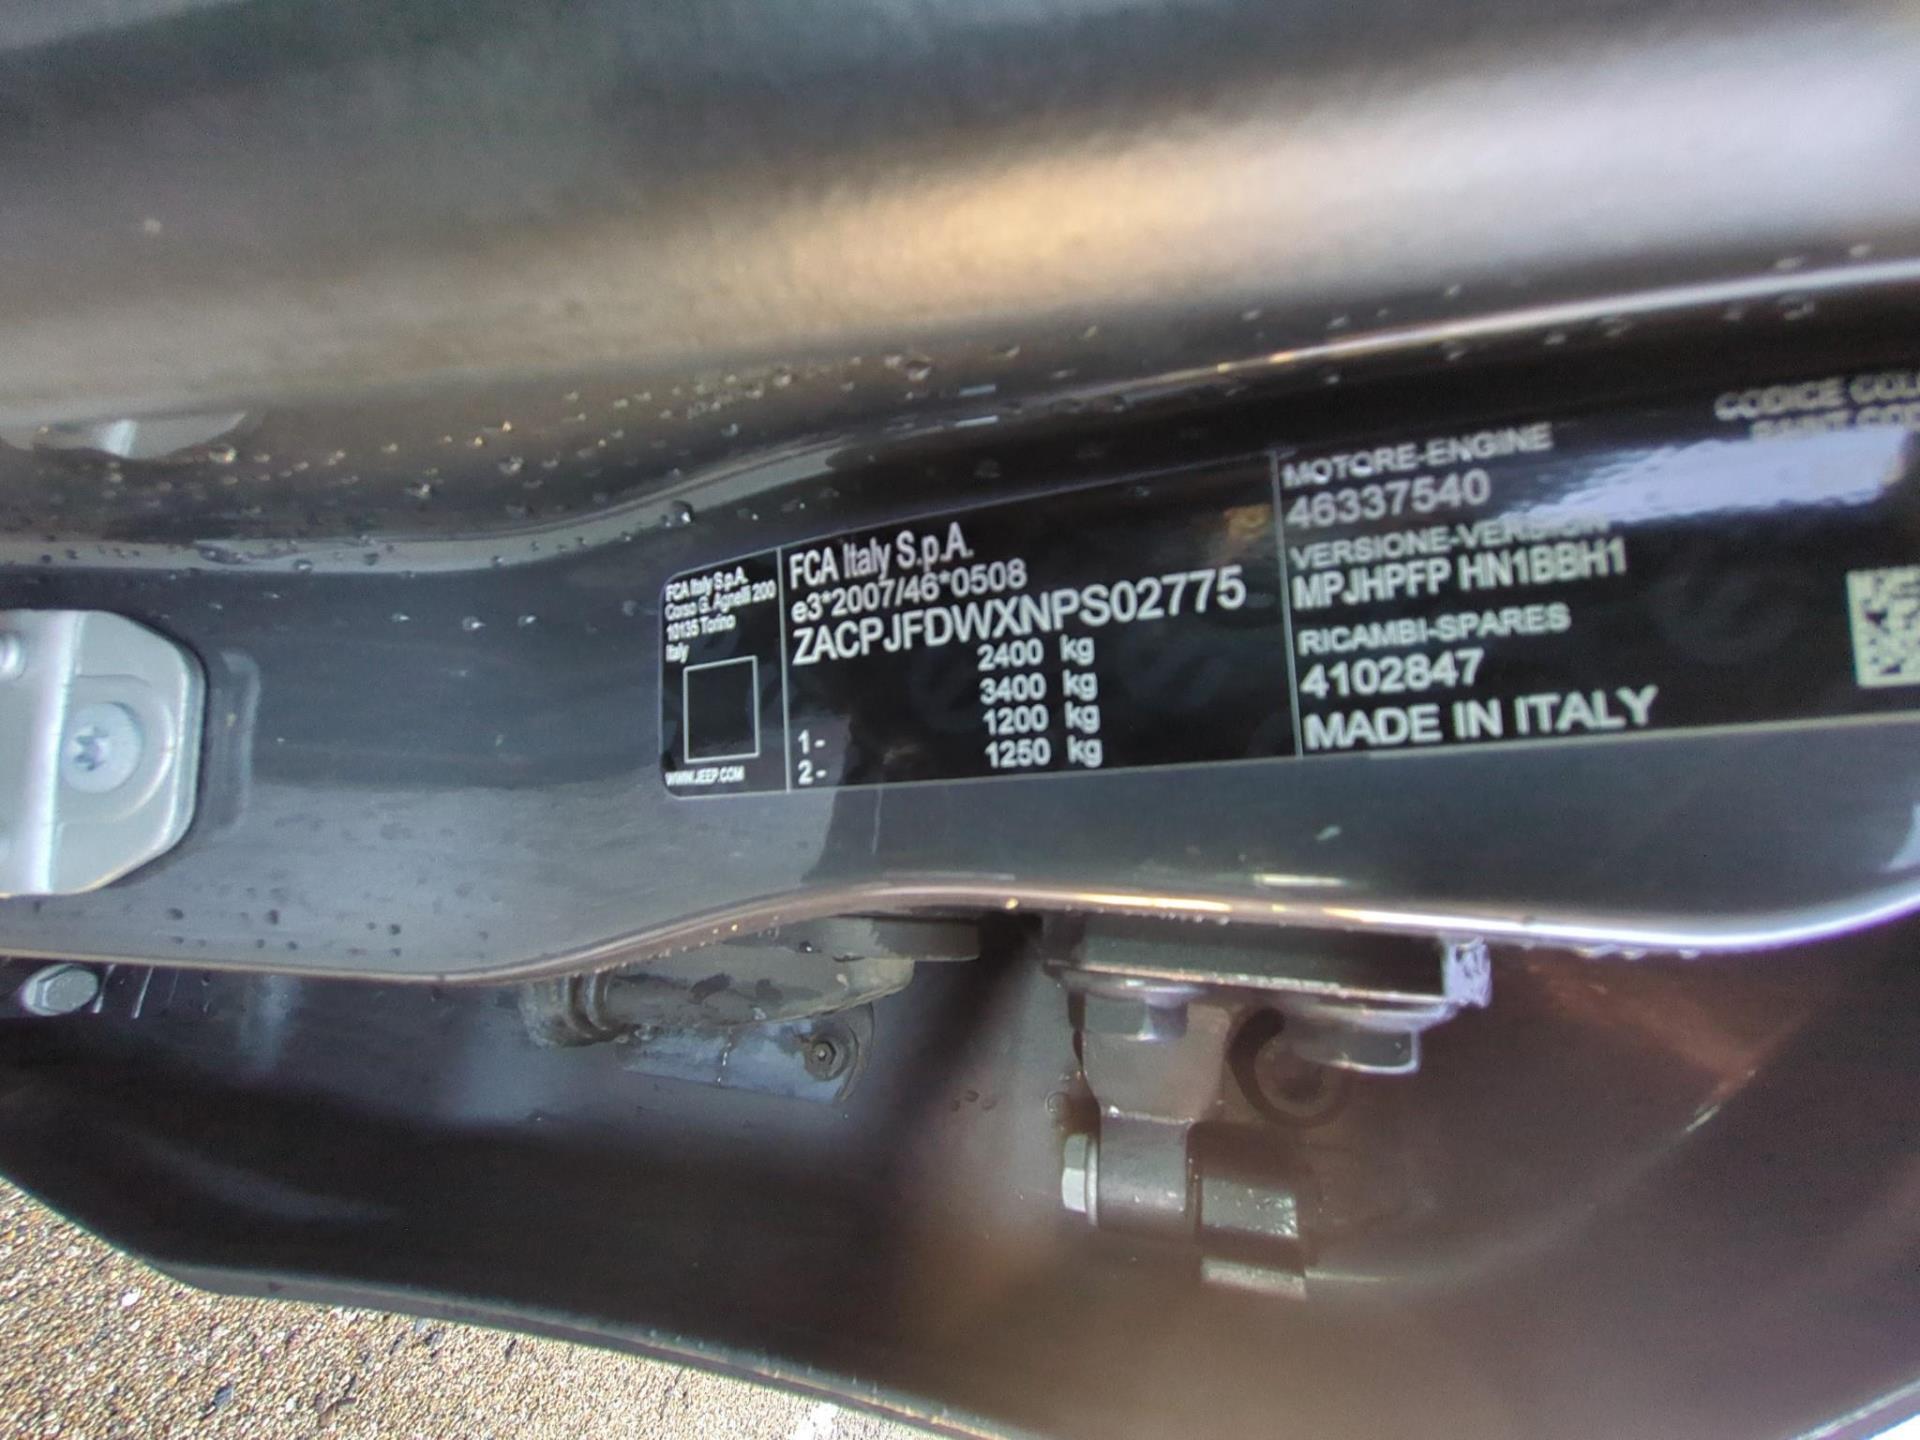 FCA Italy S.p.A.
Corso G. Agnelli 200
10135 Torino
Italy
WWW.JEEP.COM
FCA Italy S.p.A.
e3*2007/46*0508
ZACPJFDWXNPS02775
2400 kg
3400 kg
1- 1200 kg
2- 1250 kg
MOTORE-ENGINE
46337540
VERSIONE-VERSION
MPJHPFP HN1BBH1
RICAMBI-SPARES
4102847
MADE IN ITALY
CODICE